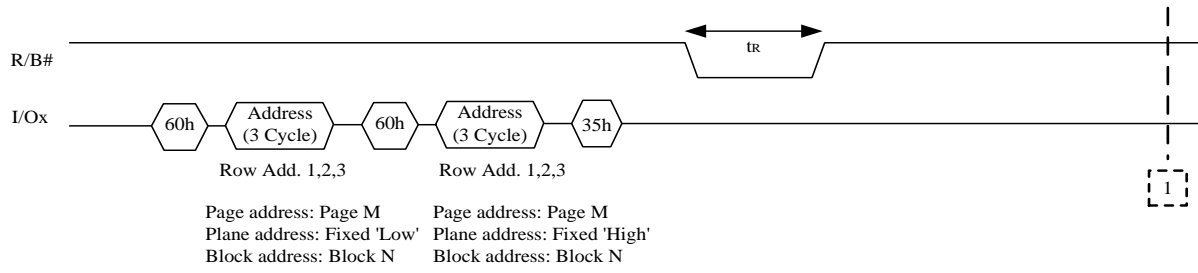 tR
R/B#
I/Ox
60h
Address
(3 Cycle)
60h
Address
(3 Cycle)
35h
Row Add. 1,2,3
Row Add. 1,2,3
Page address: Page M
Plane address: Fixed 'Low'
Block address: Block N
Page address: Page M
Plane address: Fixed 'High'
Block address: Block N
1